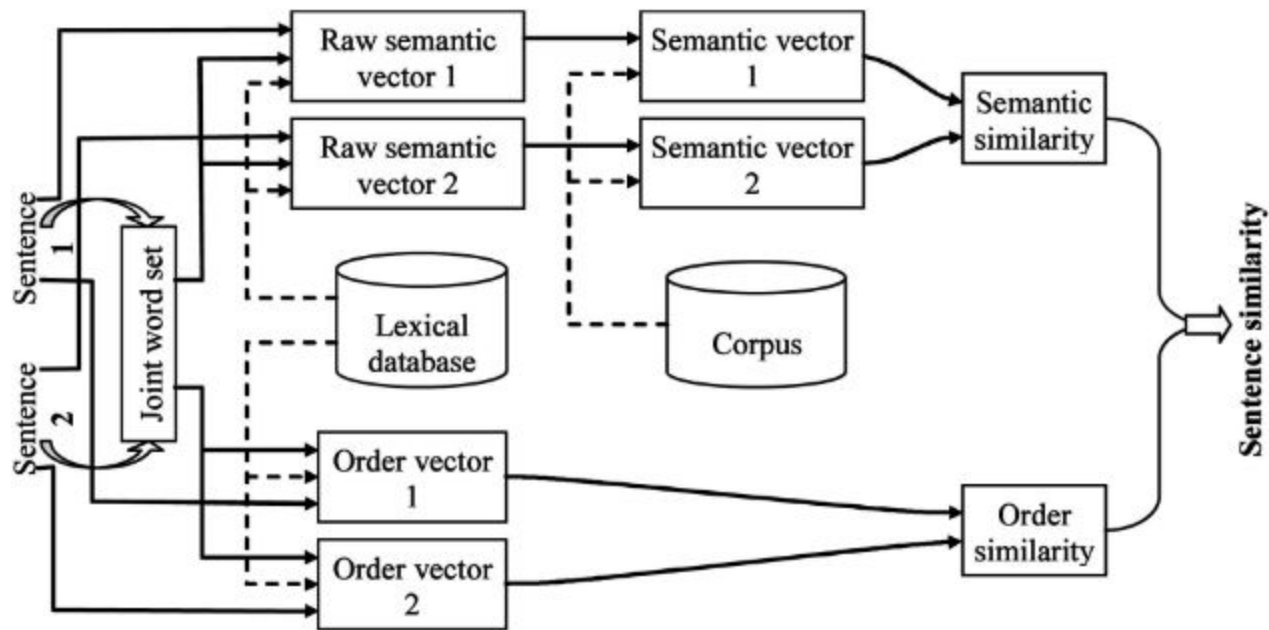 Raw semantic
vector 1
Semantic vector
1
Semantic
similarity
Raw semantic
vector 2
Semantic vector
2
Sentence
1
Sentence
2
Joint word set
Lexical
database
Corpus
Sentence similarity
Order vector
1
Order vector
2
Order
similarity